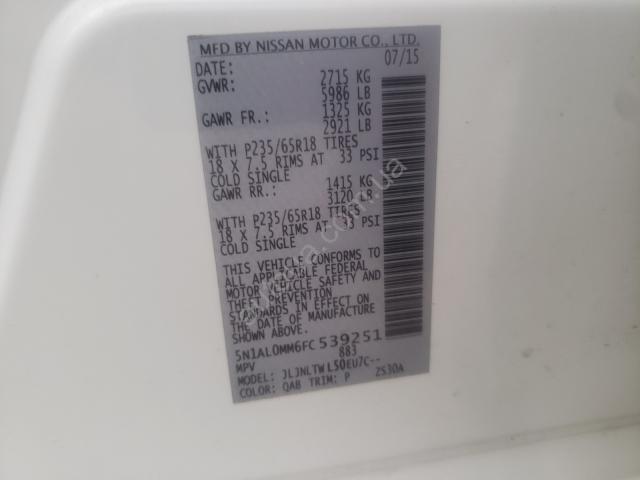 MFD BY NISSAN MOTOR CO., LTD.
DATE: 07/15
GVWR: 2715 KG
5986 LB
GAWR FR.: 1325 KG
2921 LB
WITH P235/65R18 TIRES
18 X 7.5 RIMS AT 33 PSI
COLD SINGLE
GAWR RR.: 1415 KG
3120 LB
WITH P235/65R18 TIRES
18 X 7.5 RIMS AT 33 PSI
COLD SINGLE
THIS VEHICLE CONFORMS TO
ALL APPLICABLE FEDERAL
MOTOR VEHICLE SAFETY AND
THEFT PREVENTION
STANDARDS IN EFFECT ON
THE DATE OF MANUFACTURE
SHOWN ABOVE.
5N1AL0MM6FC539251
MPV 883
MODEL: JLJNLTWL50EU7C--
COLOR: QAB TRIM: P ZS30A